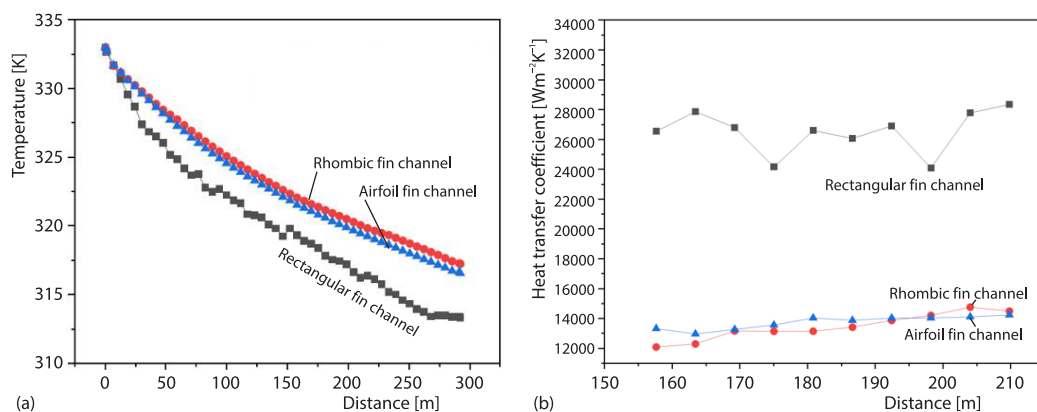 (a)
Temperature [K]
335
330
325
320
315
310
Rhombic fin channel
Airfoil fin channel
Rectangular fin channel
0 50 100 150 200 250 300
Distance [m]
(b)
Heat transfer coefficient [Wm⁻²K⁻¹]
34000
32000
30000
28000
26000
24000
22000
20000
18000
16000
14000
12000
Rectangular fin channel
Rhombic fin channel
Airfoil fin channel
150 160 170 180 190 200 210
Distance [m]